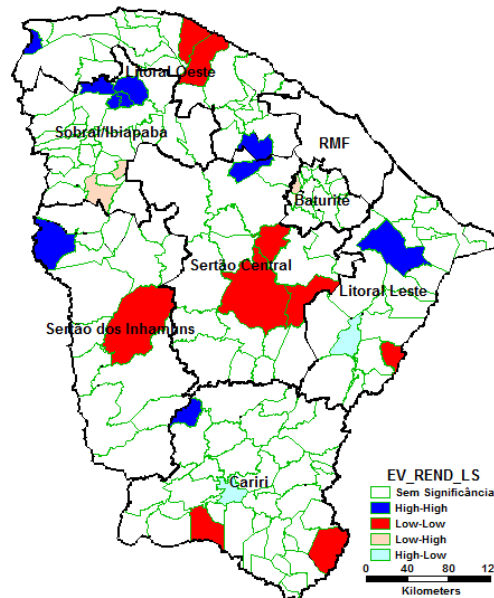 Litoral Oeste
Sobral/Ibiapaba
RMF
Baturité
Sertão Central
Litoral Leste
Sertão dos Inhamuns
Cariri
EV_REND_LS
Sem Significância
High-High
Low-Low
Low-High
High-Low
0 40 80 12
Kilometers